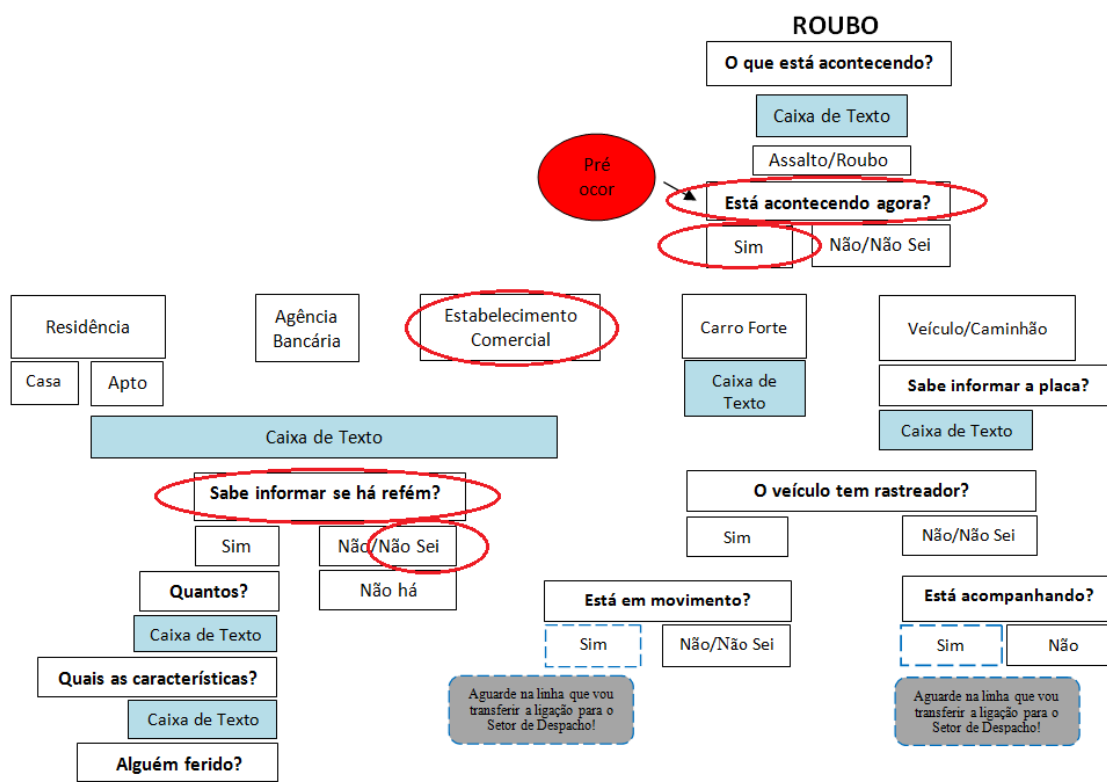 ROUBO
O que está acontecendo?
Caixa de Texto
Assalto/Roubo
Pré
ocor
Está acontecendo agora?
Sim
Não/Não Sei
Residência
Agência
Bancária
Estabelecimento
Comercial
Carro Forte
Veículo/Caminhão
Casa
Apto
Caixa de
Texto
Sabe informar a placa?
Caixa de Texto
Caixa de Texto
Sabe informar se há refém?
O veículo tem rastreador?
Sim
Não/Não Sei
Sim
Não/Não Sei
Quantos?
Não há
Está em movimento?
Está acompanhando?
Caixa de Texto
Sim
Não/Não Sei
Sim
Não
Quais as características?
Aguarde na linha que vou
transferir a ligação para o
Setor de Despacho!
Aguarde na linha que vou
transferir a ligação para o
Setor de Despacho!
Caixa de Texto
Alguém ferido?